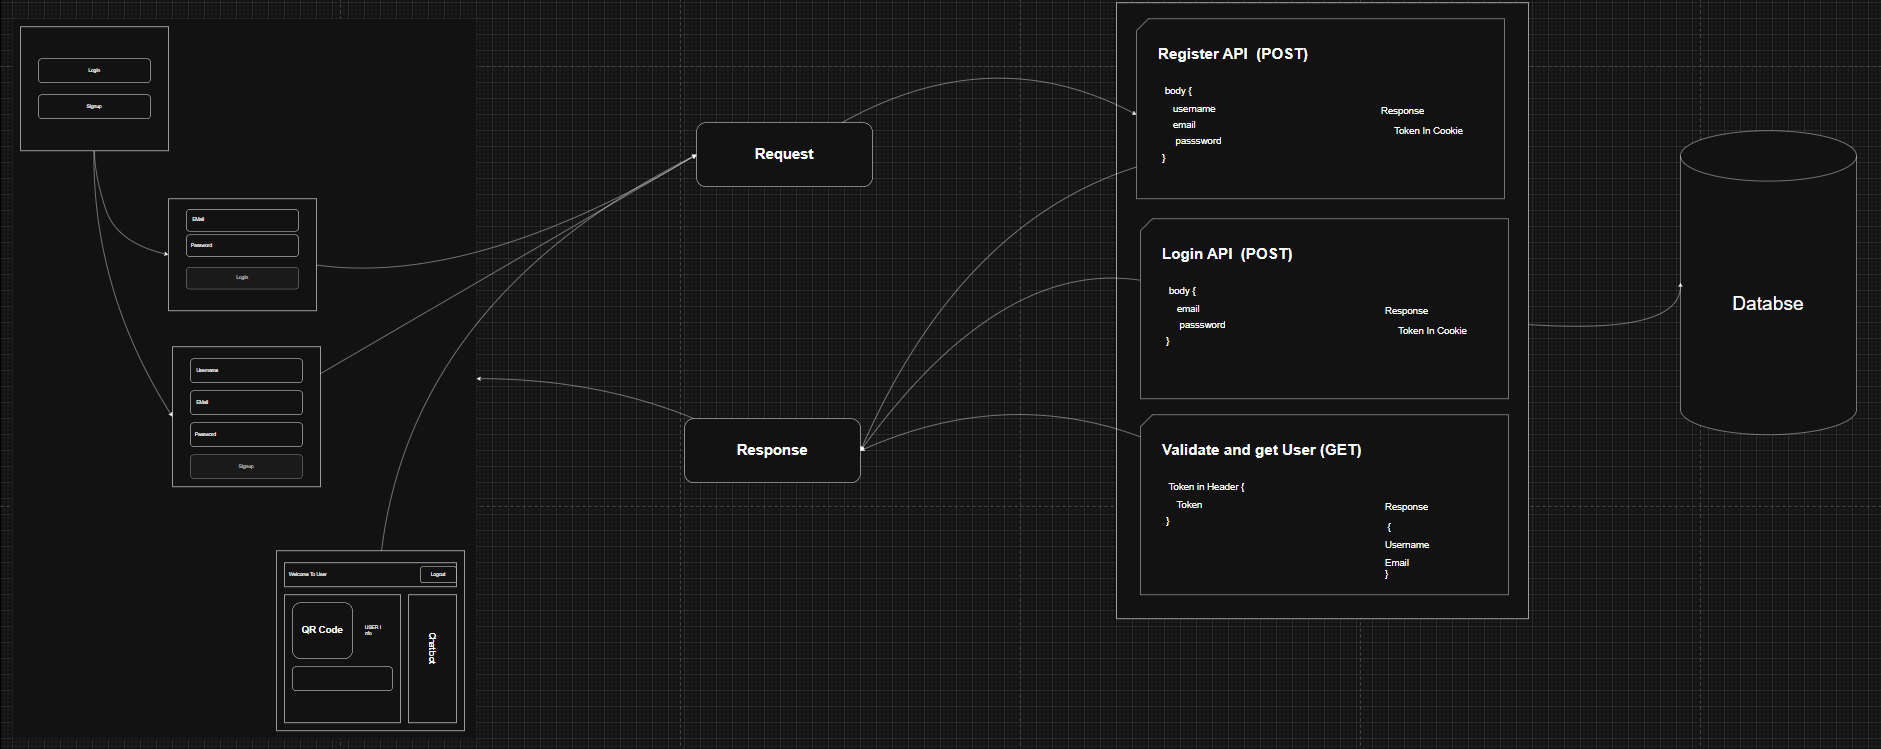 Login
Signup
EMail
Password
Login
Username
EMail
Password
Signup
Welcome To User
Logout
QR Code
USER I
nfo
Chatbot
Request
Response
Register API  (POST)
body {
username
email
passsword
}
Response
Token In Cookie
Login API  (POST)
body {
email
passsword
}
Response
Token In Cookie
Validate and get User (GET)
Token in Header {
Token
}
Response
{
Username
Email
}
Databse